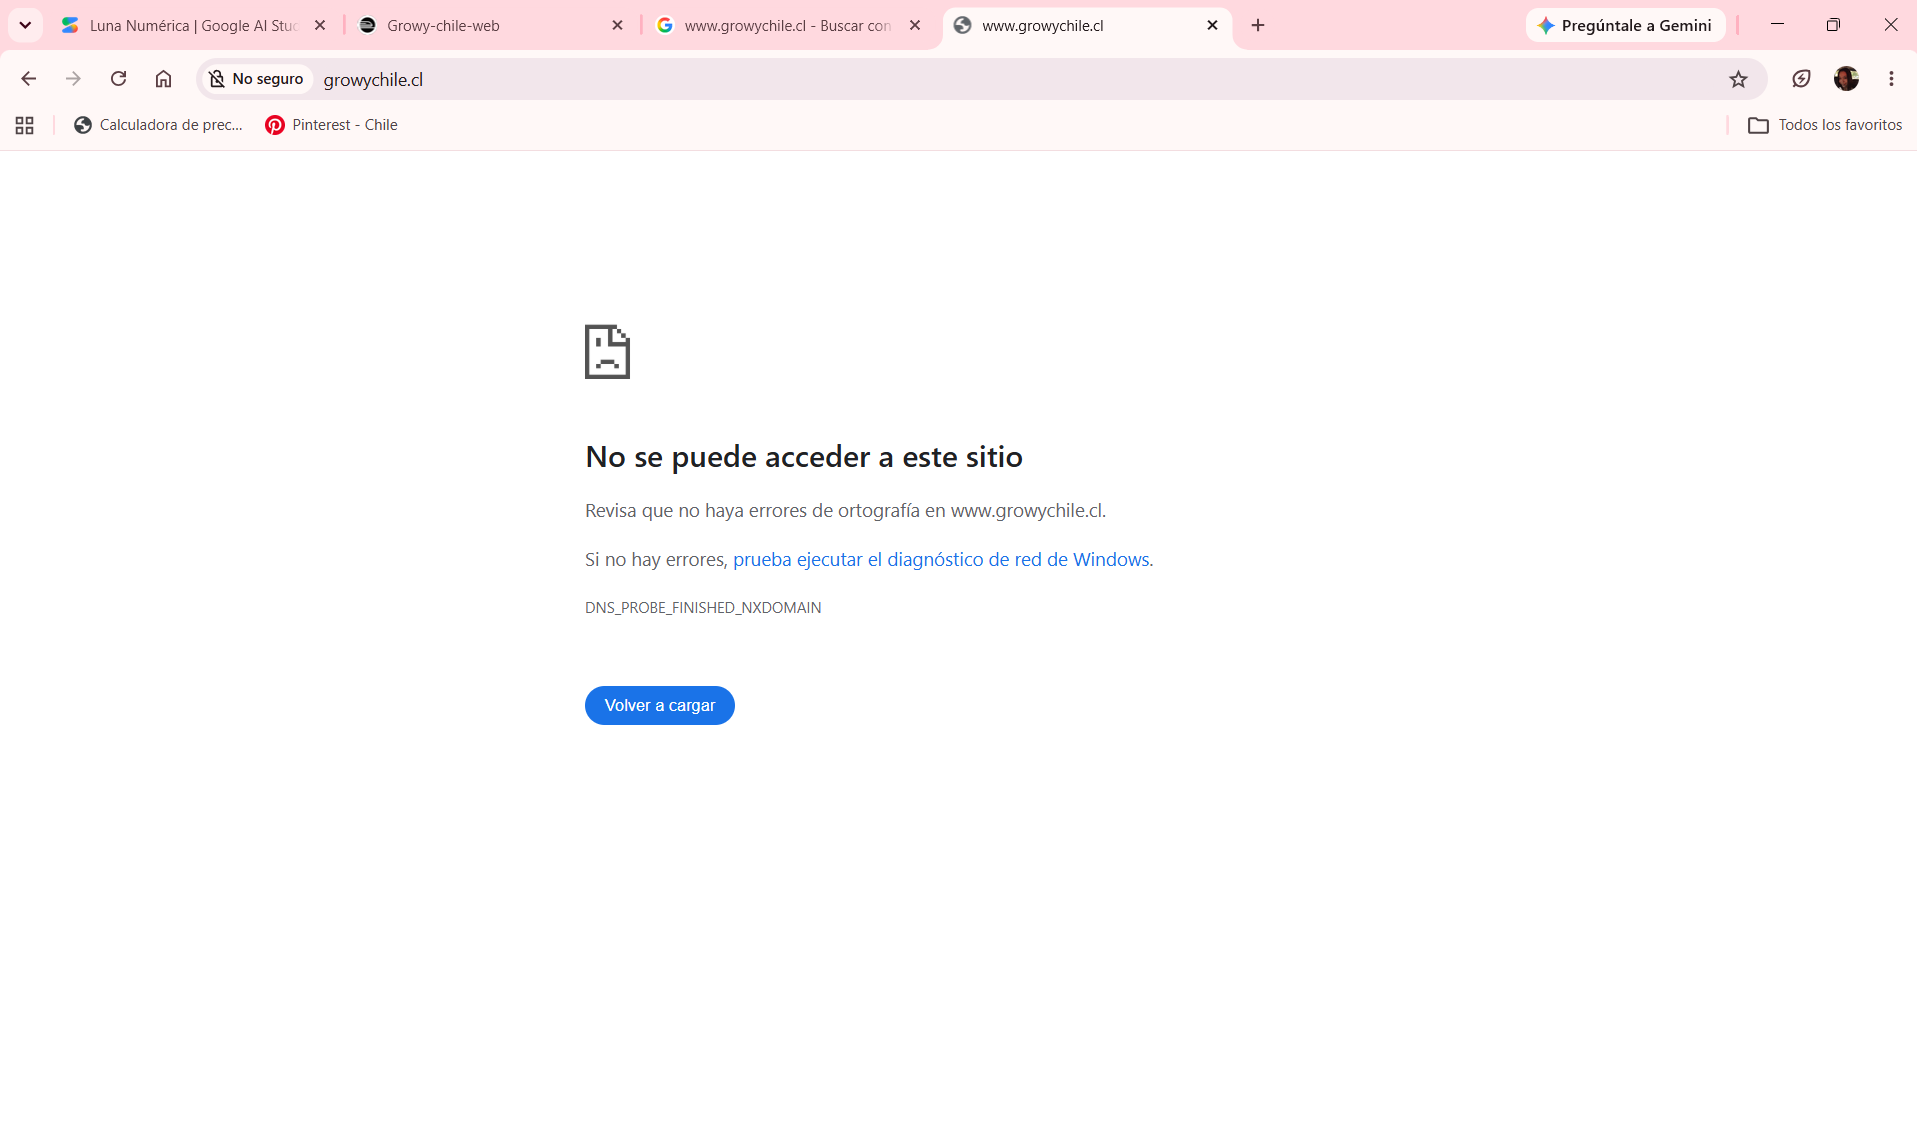 Luna Numérica | Google AI Stud
Growy-chile-web
www.growychile.cl - Buscar con
www.growychile.cl
Pregúntale a Gemini
No seguro
growychile.cl
Calculadora de prec...
Pinterest - Chile
Todos los favoritos
No se puede acceder a este sitio
Revisa que no haya errores de ortografía en www.growychile.cl.
Si no hay errores, prueba ejecutar el diagnóstico de red de Windows.
DNS_PROBE_FINISHED_NXDOMAIN
Volver a cargar